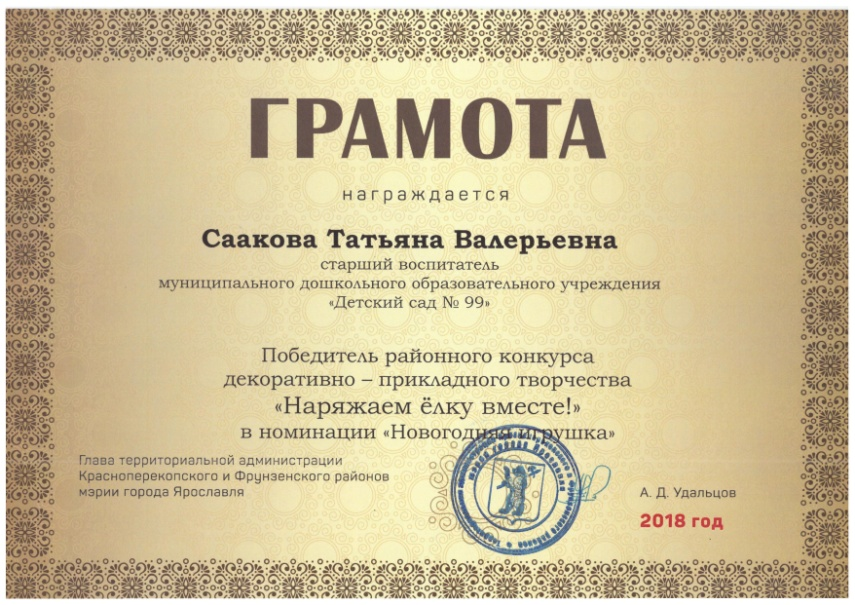 ГРАМОТА
награждается
Саакова Татьяна Валерьевна
старший воспитатель
муниципального дошкольного образовательного учреждения
«Детский сад № 99»
Победитель районного конкурса
декоративно – прикладного творчества
«Наряжаем ёлку вместе!»
в номинации «Новогодняя игрушка»
Глава территориальной администрации
Красноперекопского и Фрунзенского районов
мэрии города Ярославля
А. Д. Удальцов
2018 год